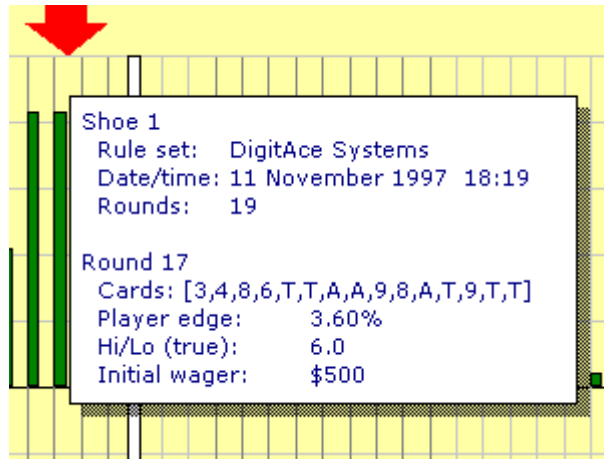 Shoe 1
Rule set: DigitAce Systems
Date/time: 11 November 1997 18:19
Rounds: 19
Round 17
Cards: [3,4,8,6,T,T,A,A,9,8,A,T,9,T,T]
Player edge: 3.60%
Hi/Lo (true): 6.0
Initial wager: $500